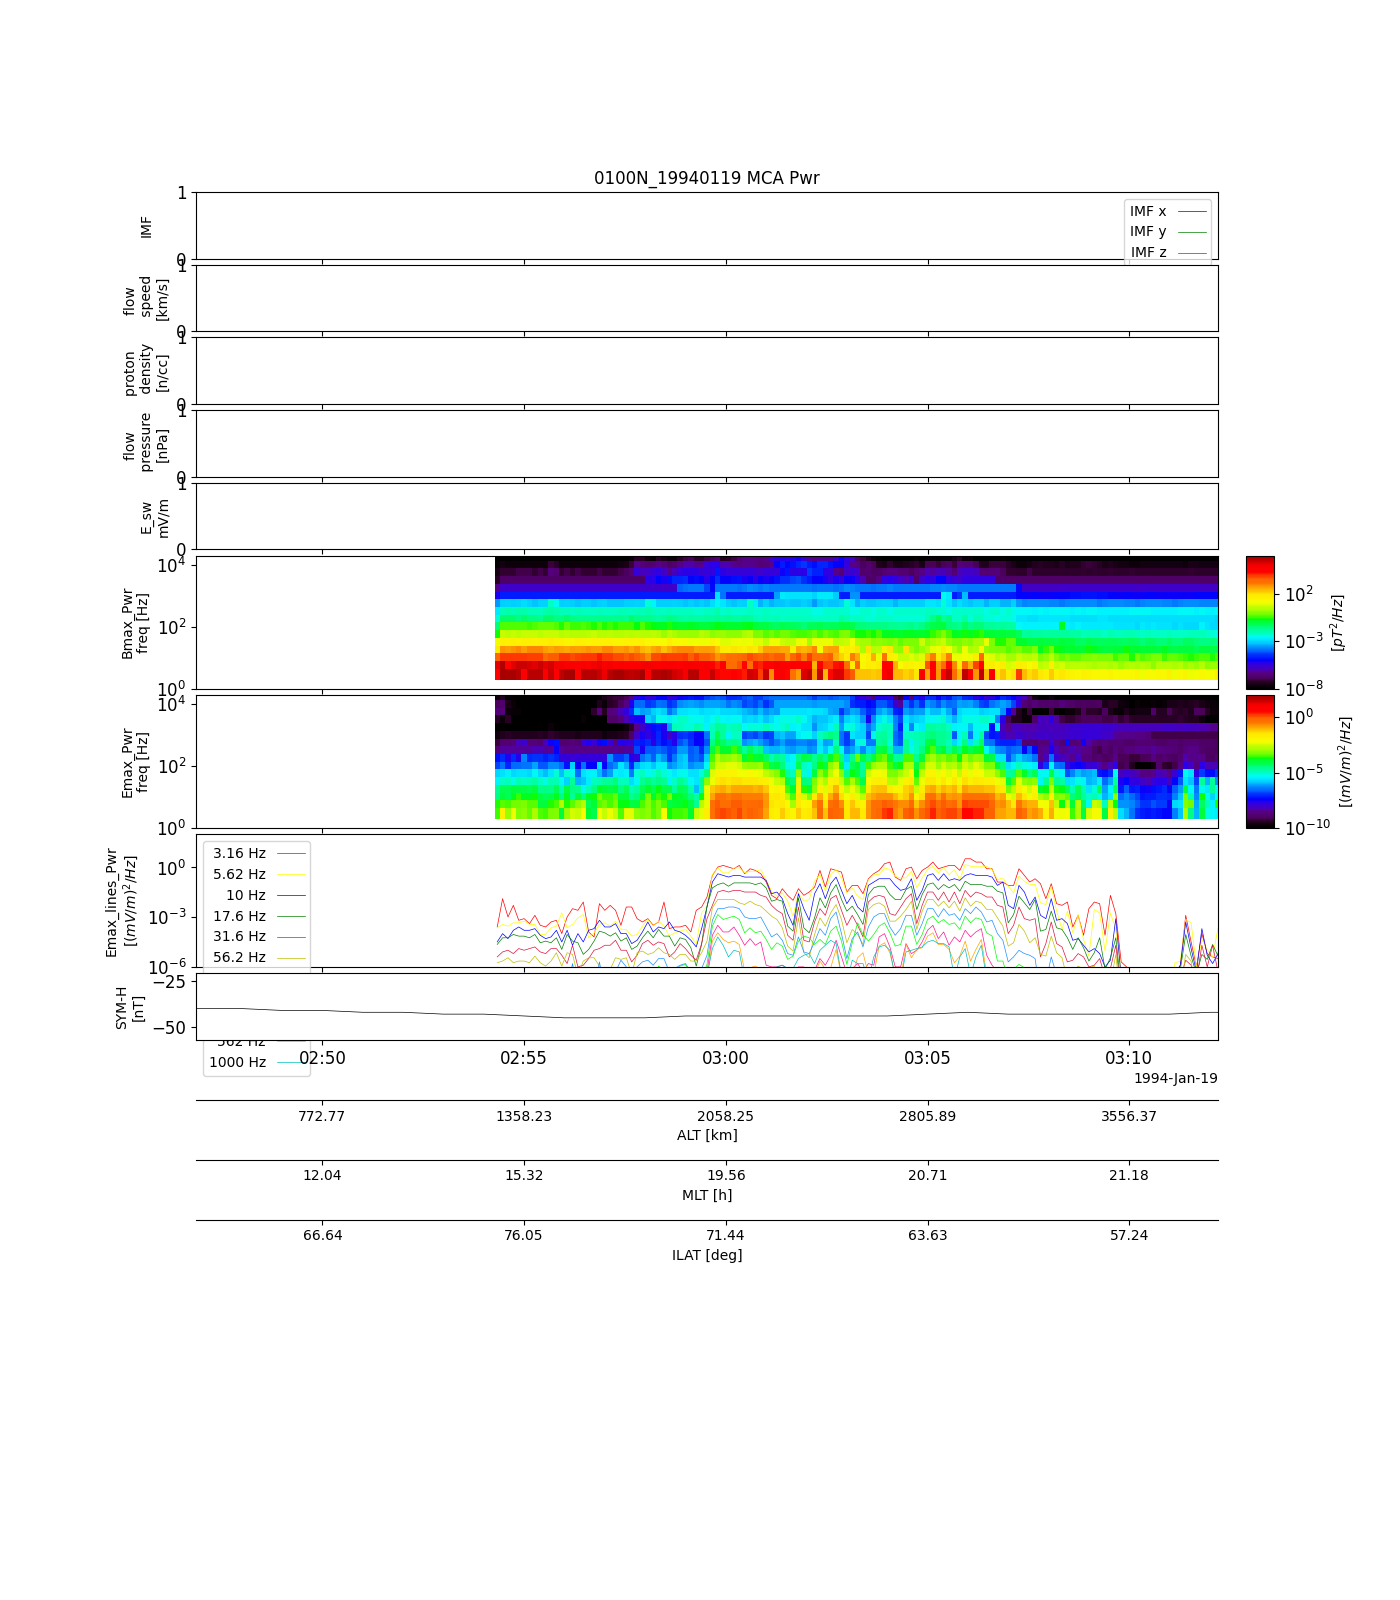 0100N_19940119 MCA Pwr
1
0
IMF
IMF x
IMF y
IMF z
1
0
flow
speed
[km/s]
1
0
proton
density
[n/cc]
1
0
flow
pressure
[nPa]
1
0
E_sw
mV/m
10^4
10^2
10^0
Bmax_Pwr
freq [Hz]
10^2
10^-3
10^-8
[pT^2/Hz]
10^4
10^2
10^0
Emax_Pwr
freq [Hz]
10^0
10^-5
10^-10
[(mV/m)^2/Hz]
10^0
10^-3
10^-6
Emax_lines_Pwr
[(mV/m)^2/Hz]
3.16 Hz
5.62 Hz
10 Hz
17.6 Hz
31.6 Hz
56.2 Hz
562 Hz
1000 Hz
−25
−50
SYM-H
[nT]
02:50 02:55 03:00 03:05 03:10
1994-Jan-19
772.77 1358.23 2058.25 2805.89 3556.37
ALT [km]
12.04 15.32 19.56 20.71 21.18
MLT [h]
66.64 76.05 71.44 63.63 57.24
ILAT [deg]